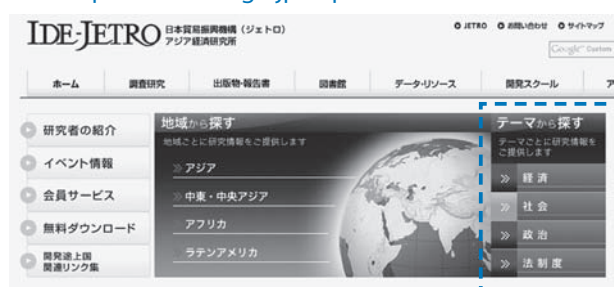 IDE-JETRO 日本貿易振興機構（ジェトロ）
アジア経済研究所
JETRO お問い合わせ サイトマップ
Google Custom
ホーム 調査研究 出版物・報告書 図書館 データ・リソース 開発スクール ア
研究者の紹介
イベント情報
会員サービス
無料ダウンロード
開発途上国
関連リンク集
地域から探す
地域ごとに研究情報をご提供します
アジア
中東・中央アジア
アフリカ
ラテンアメリカ
テーマから探す
テーマごとに研究情報を
ご提供します
経済
社会
政治
法制度